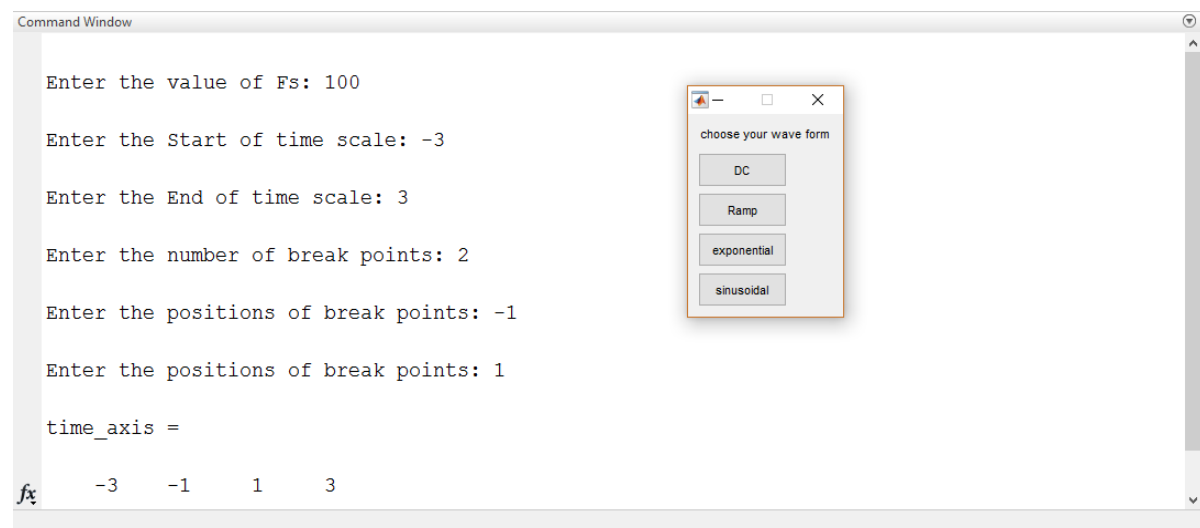 Command Window
Enter the value of Fs: 100
Enter the Start of time scale: -3
Enter the End of time scale: 3
Enter the number of break points: 2
Enter the positions of break points: -1
Enter the positions of break points: 1
time_axis =
-3 -1 1 3
fx
choose your wave form
DC
Ramp
exponential
sinusoidal